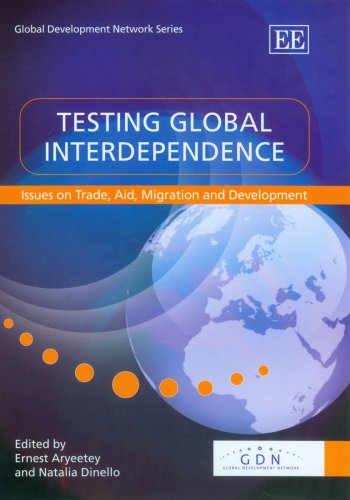 Global Development Network Series
EE
TESTING GLOBAL
INTERDEPENDENCE
Issues on Trade, Aid, Migration and Development
Edited by
Ernest Aryeetey
and Natalia Dinello
GDN
GLOBAL DEVELOPMENT NETWORK